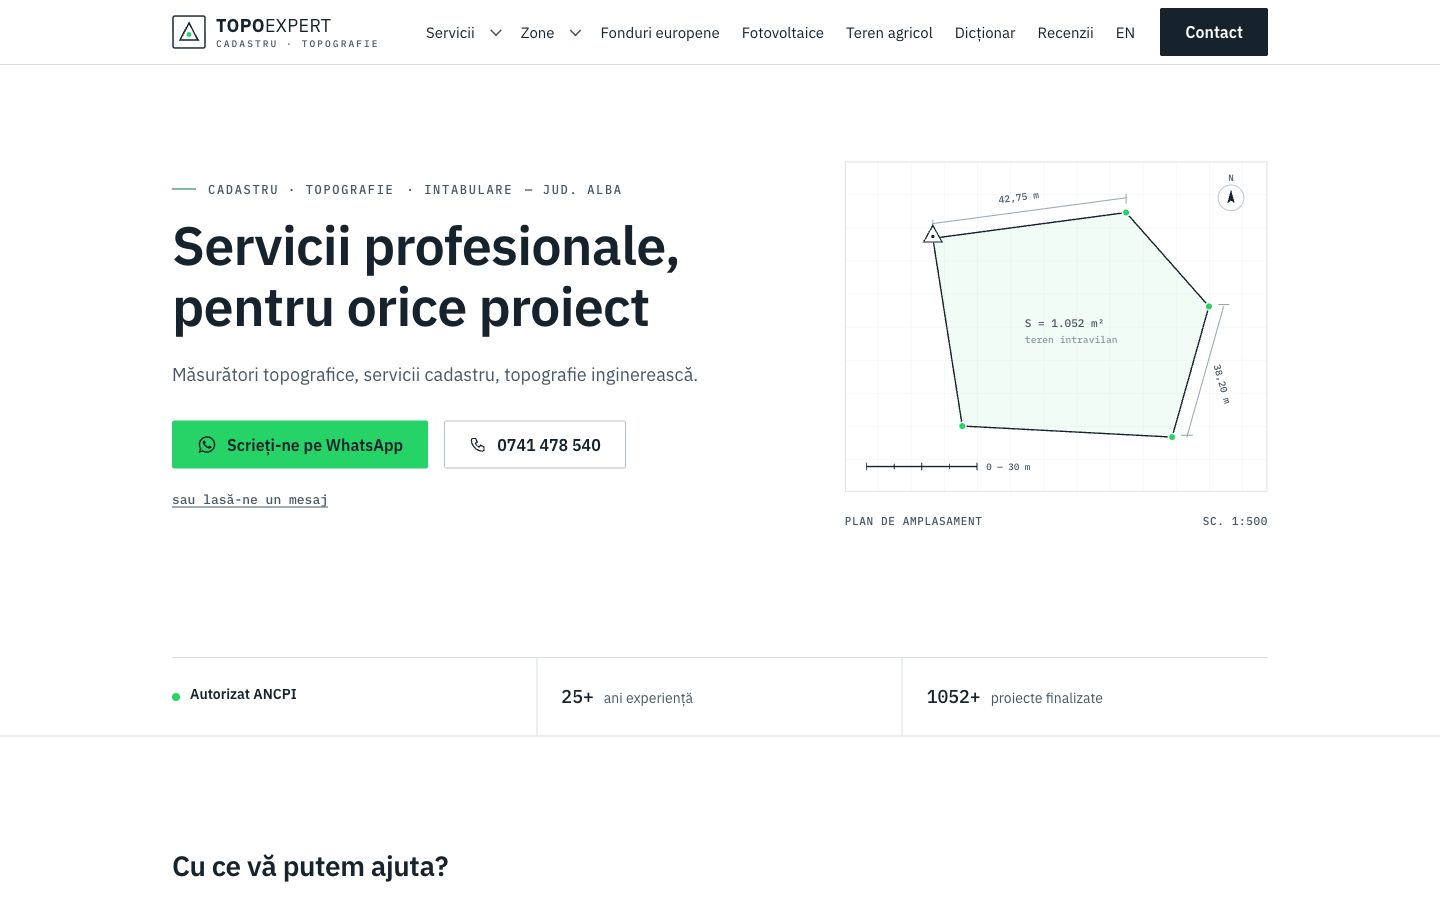 TOPOEXPERT
CADASTRU · TOPOGRAFIE
Servicii
Zone
Fonduri europene
Fotovoltaice
Teren agricol
Dicționar
Recenzii
EN
Contact
CADASTRU · TOPOGRAFIE · INTABULARE — JUD. ALBA
Servicii profesionale,
pentru orice proiect
Măsurători topografice, servicii cadastru, topografie inginerească.
Scrieți-ne pe WhatsApp
0741 478 540
sau lasă-ne un mesaj
N
42,75 m
S = 1.052 m²
teren intravilan
38,20 m
0 — 30 m
PLAN DE AMPLASAMENT
SC. 1:500
Autorizat ANCPI
25+ ani experiență
1052+ proiecte finalizate
Cu ce vă putem ajuta?